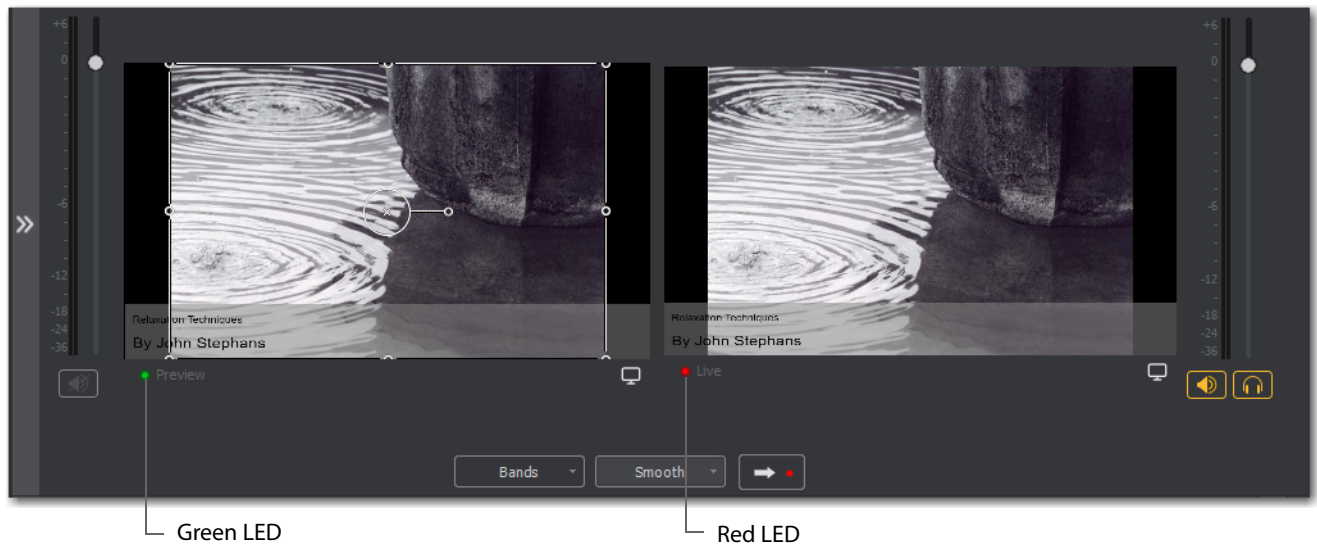 +6
0
-6
-12
-18
-24
-36
Relaxation Techniques
By John Stephans
Preview
Relaxation Techniques
By John Stephans
Live
+6
0
-6
-12
-18
-24
-36
Bands
Smooth
Green LED
Red LED